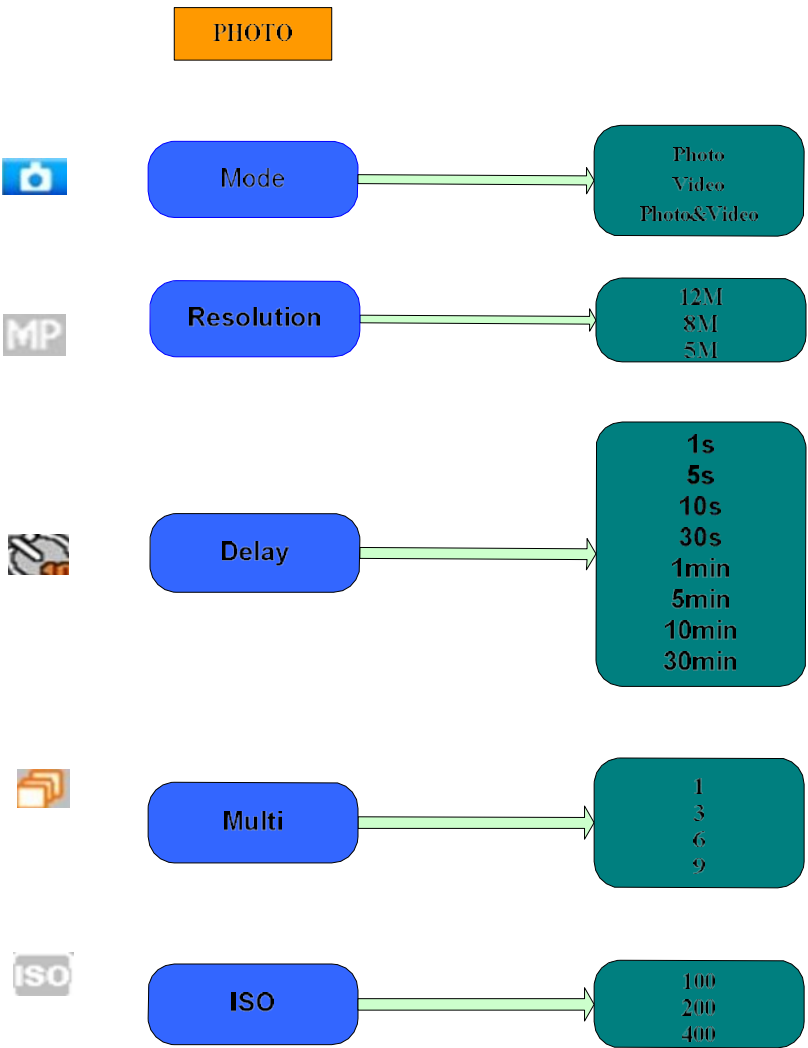 PHOTO
Mode
Photo
Video
Photo&Video
MP
Resolution
12M
8M
5M
Delay
1s
5s
10s
30s
1min
5min
10min
30min
Multi
1
3
6
9
ISO
ISO
100
200
400